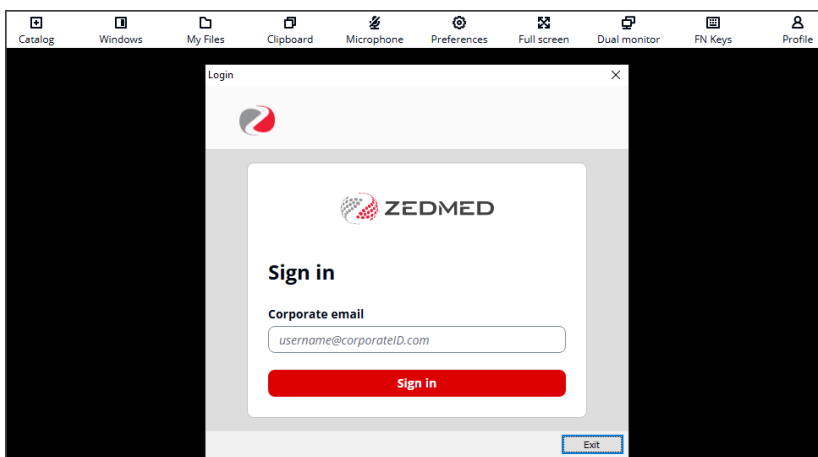 Catalog Windows My Files Clipboard Microphone Preferences Full screen Dual monitor FN Keys Profile
Login
ZEDMED
Sign in
Corporate email
username@corporateID.com
Sign in
Exit